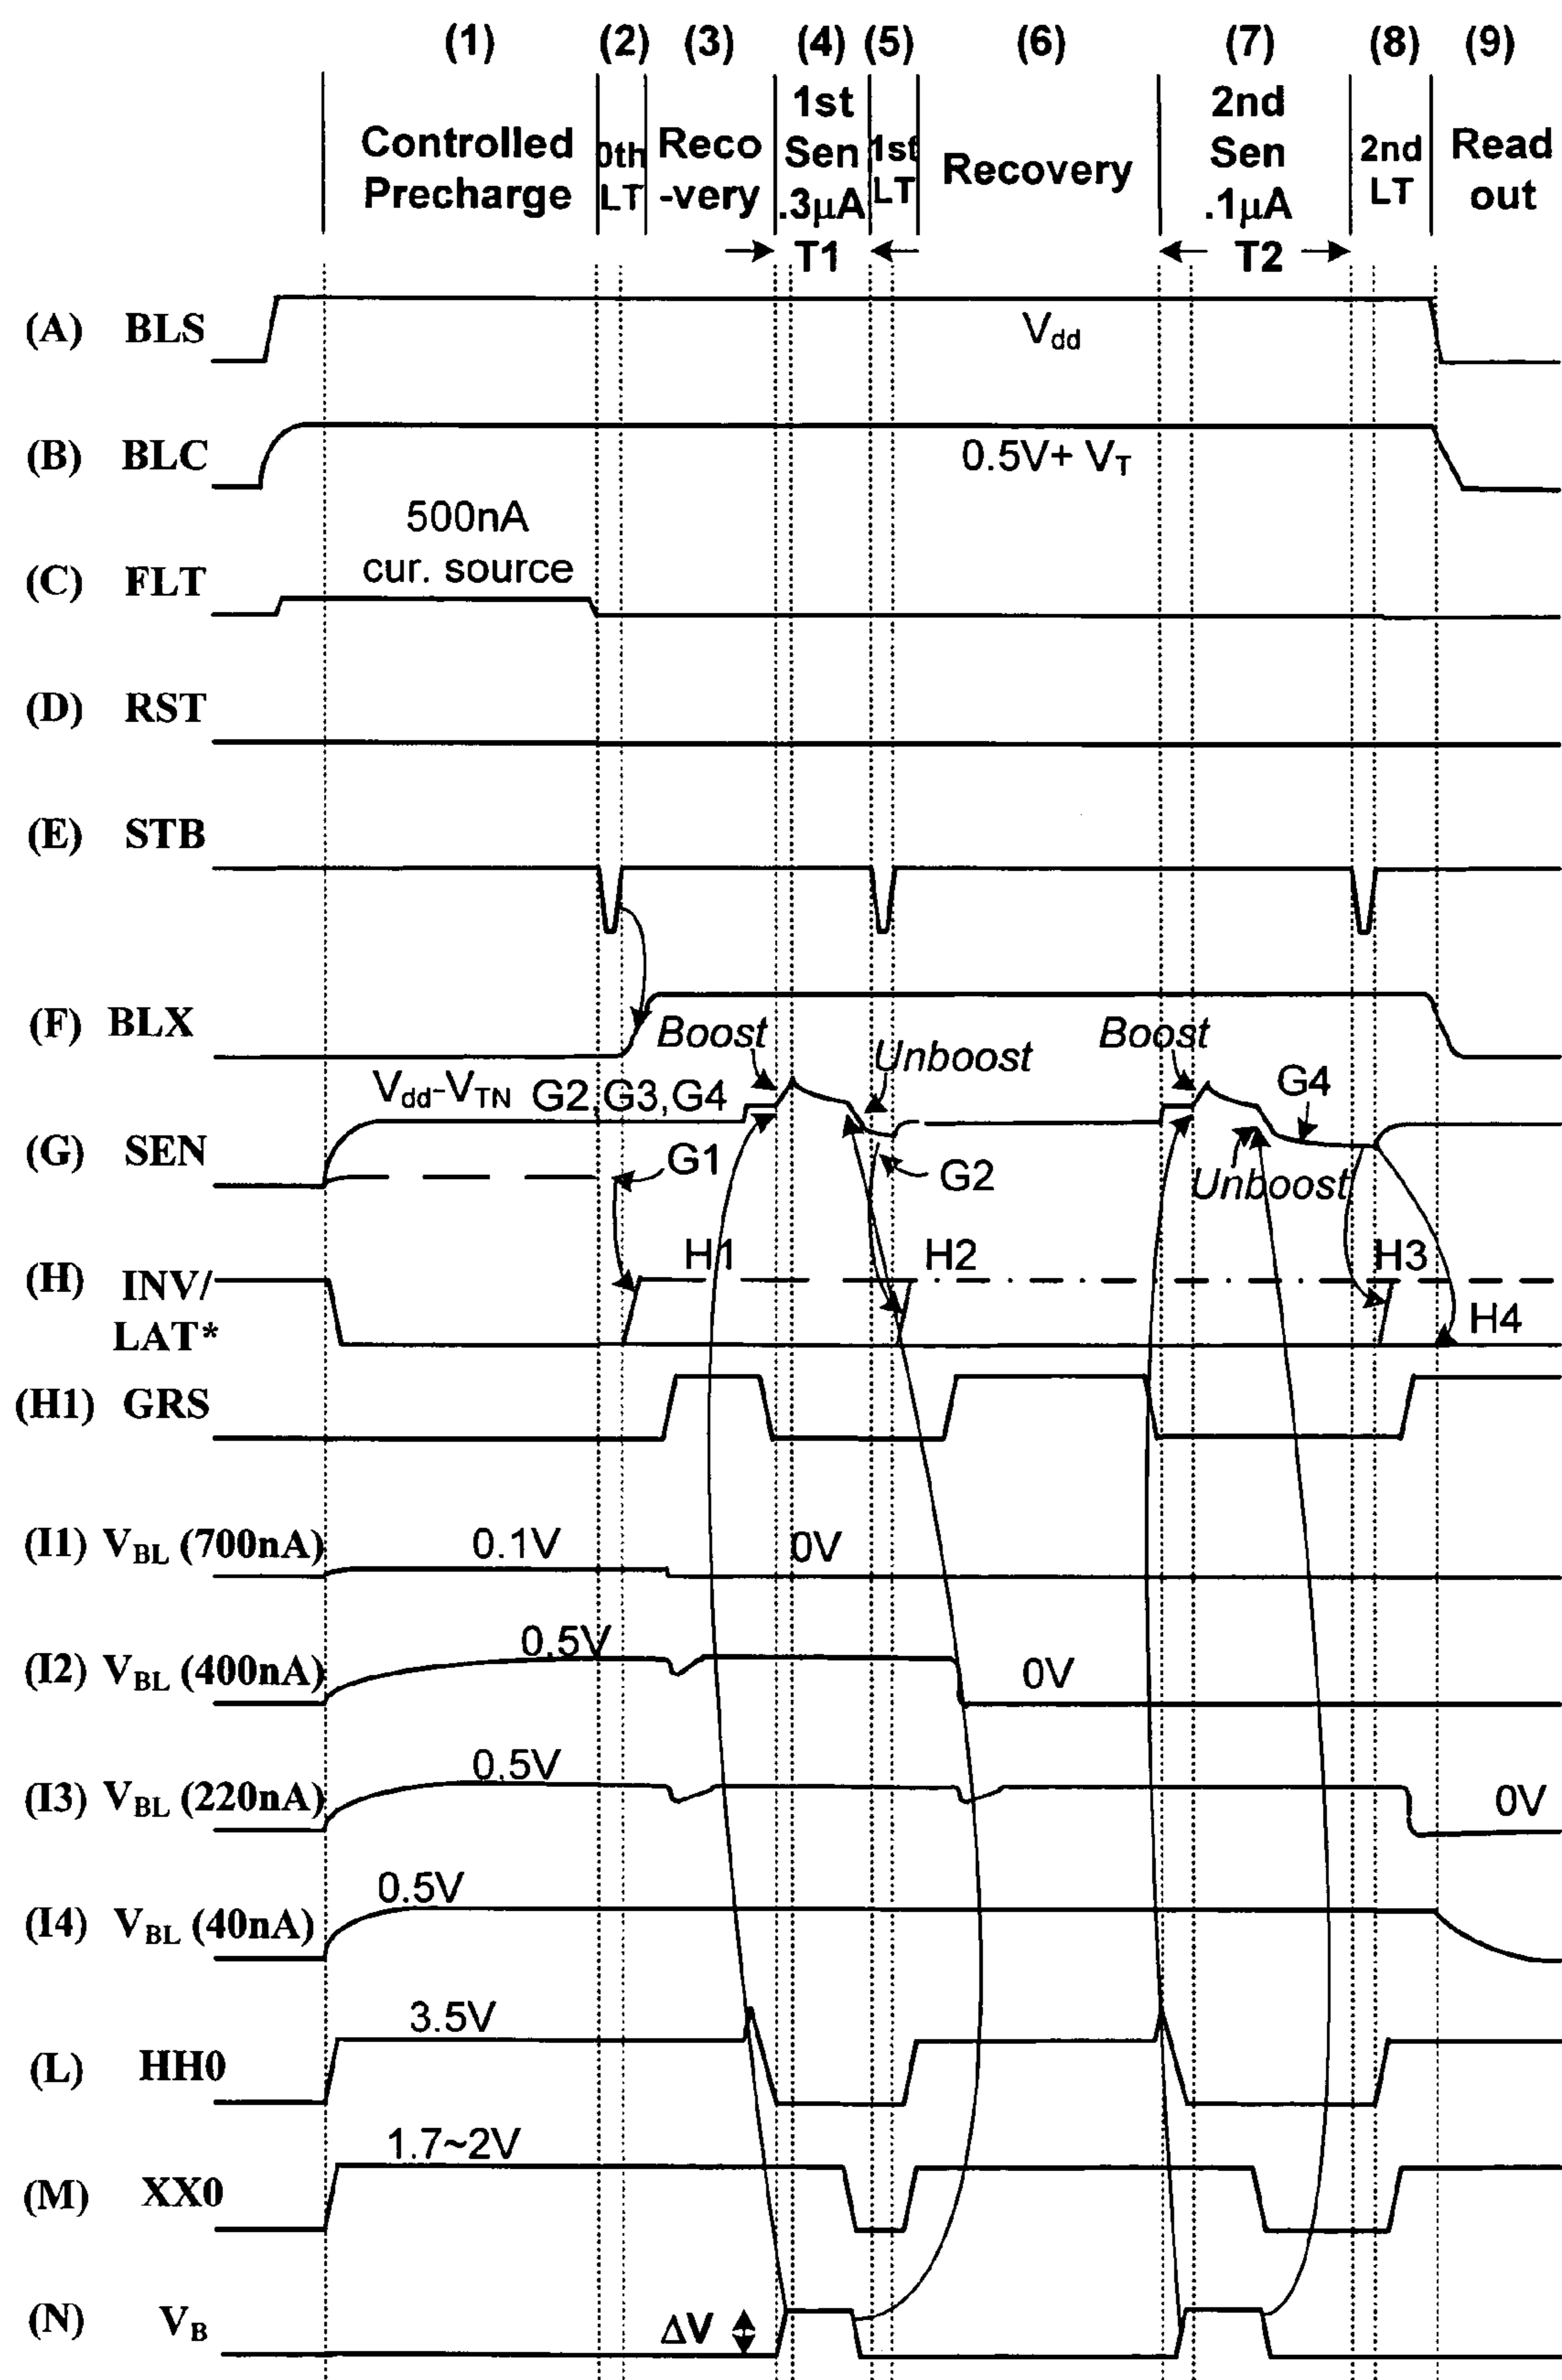 (1) (2) (3) (4) (5) (6) (7) (8) (9)
Controlled
Precharge
0th
LT
Reco
-very
1st
Sen
.3µA
1st
LT
Recovery
2nd
Sen
.1µA
2nd
LT
Read
out
T1
T2
(A) BLS
Vdd
(B) BLC
0.5V+ VT
500nA
cur. source
(C) FLT
(D) RST
(E) STB
(F) BLX
Boost
Unboost
Boost
Vdd-VTN G2,G3,G4
G4
(G) SEN
G1
G2
Unboost
(H) INV/
LAT*
H1
H2
H3
H4
(H1) GRS
(I1) VBL (700nA)
0.1V
0V
(I2) VBL (400nA)
0.5V
0V
(I3) VBL (220nA)
0.5V
0V
(I4) VBL (40nA)
0.5V
(L) HH0
3.5V
(M) XX0
1.7~2V
(N) VB
ΔV